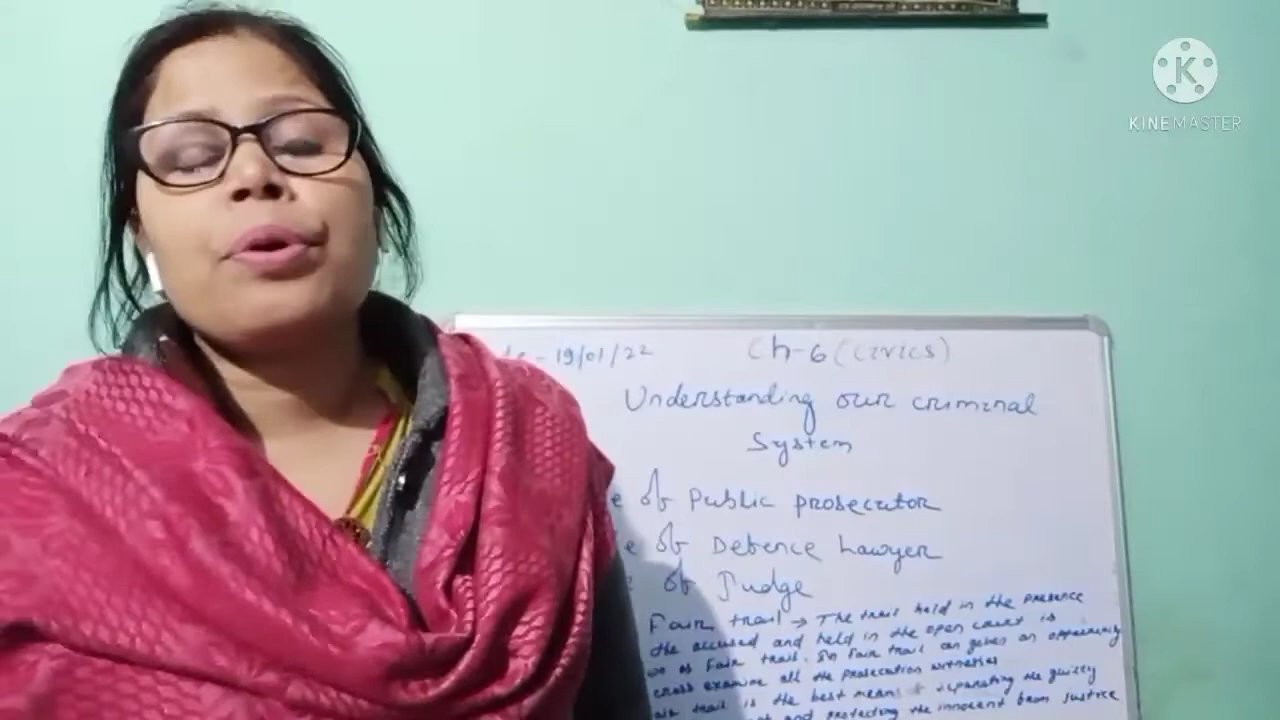 K
KINEMASTER
- 19/01/22
Ch-6 (Civics)
Understanding our criminal
System
e of Public prosecutor
e of Defence Lawyer
of Judge
Fair trail → The trail held in the presence
the accused and held in the open court is
as Fair trail. In Fair trail an opportunity
cross examine all the prosecution witnesses
trail is the best means separating the guilty
and protecting the innocent from justice